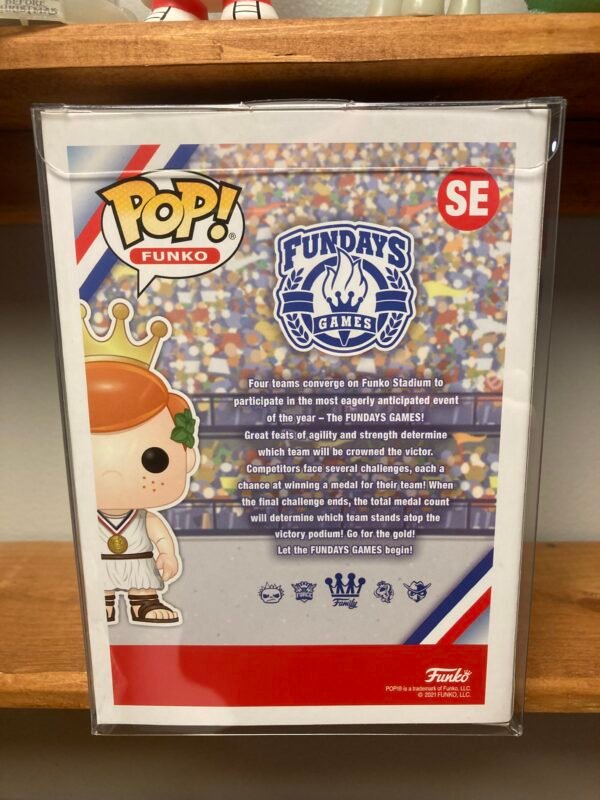 BEFORE
CHRISTMAS
POP!®
FUNKO
SE
FUNDAYS
GAMES
Four teams converge on Funko Stadium to
participate in the most eagerly anticipated event
of the year – The FUNDAYS GAMES!
Great feats of agility and strength determine
which team will be crowned the victor.
Competitors face several challenges, each a
chance at winning a medal for their team! When
the final challenge ends, the total medal count
will determine which team stands atop the
victory podium! Go for the gold!
Let the FUNDAYS GAMES begin!
FORCE
Family
Funko
POP!® is a trademark of Funko, LLC.
© 2021 FUNKO, LLC.